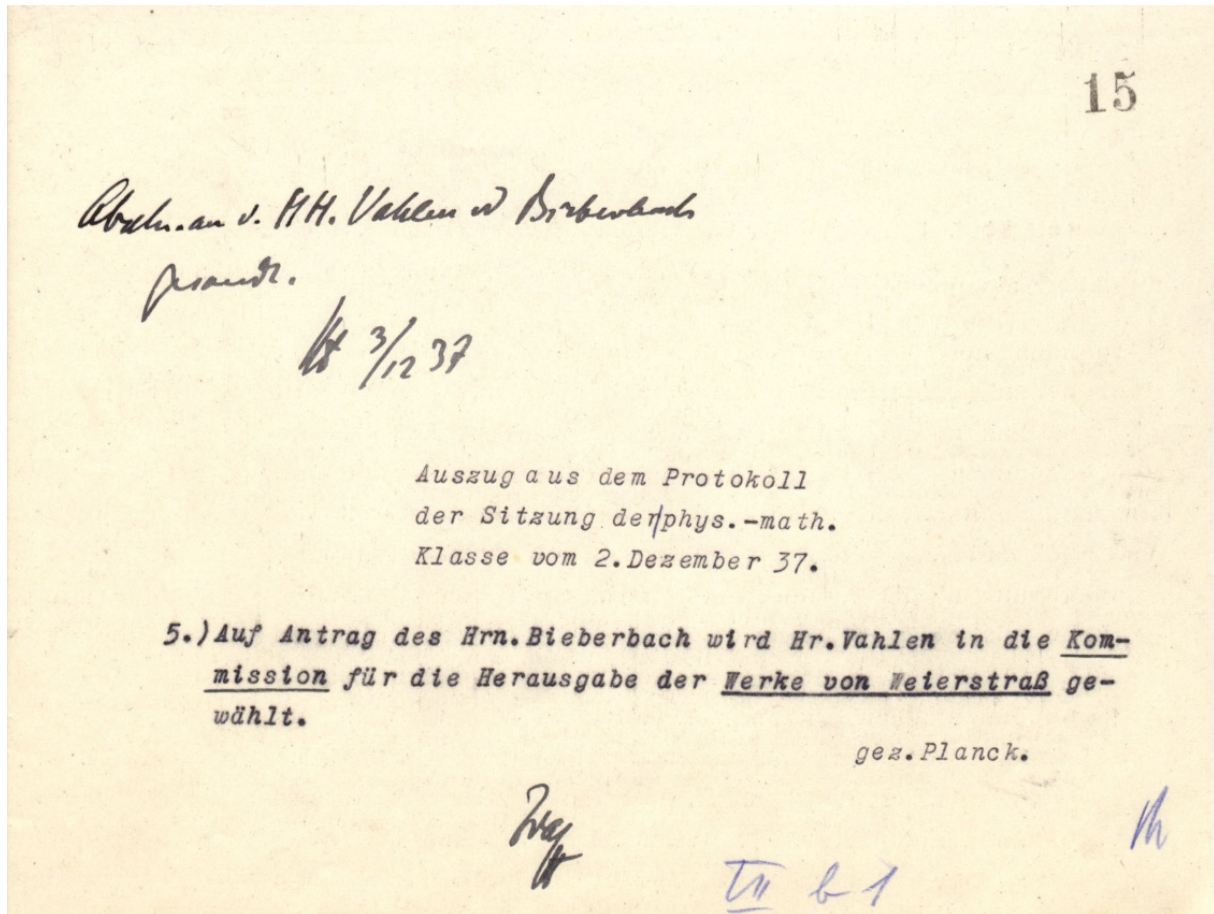 15
Abschr. an d. HH. Vahlen u Bieberbach
gesandt.
3/12 37
Auszug aus dem Protokoll
der Sitzung der phys.-math.
Klasse vom 2.Dezember 37.
5.) Auf Antrag des Hrn.Bieberbach wird Hr.Vahlen in die Kom-
mission für die Herausgabe der Werke von Weierstraß ge-
wählt.
gez.Planck.
b 1